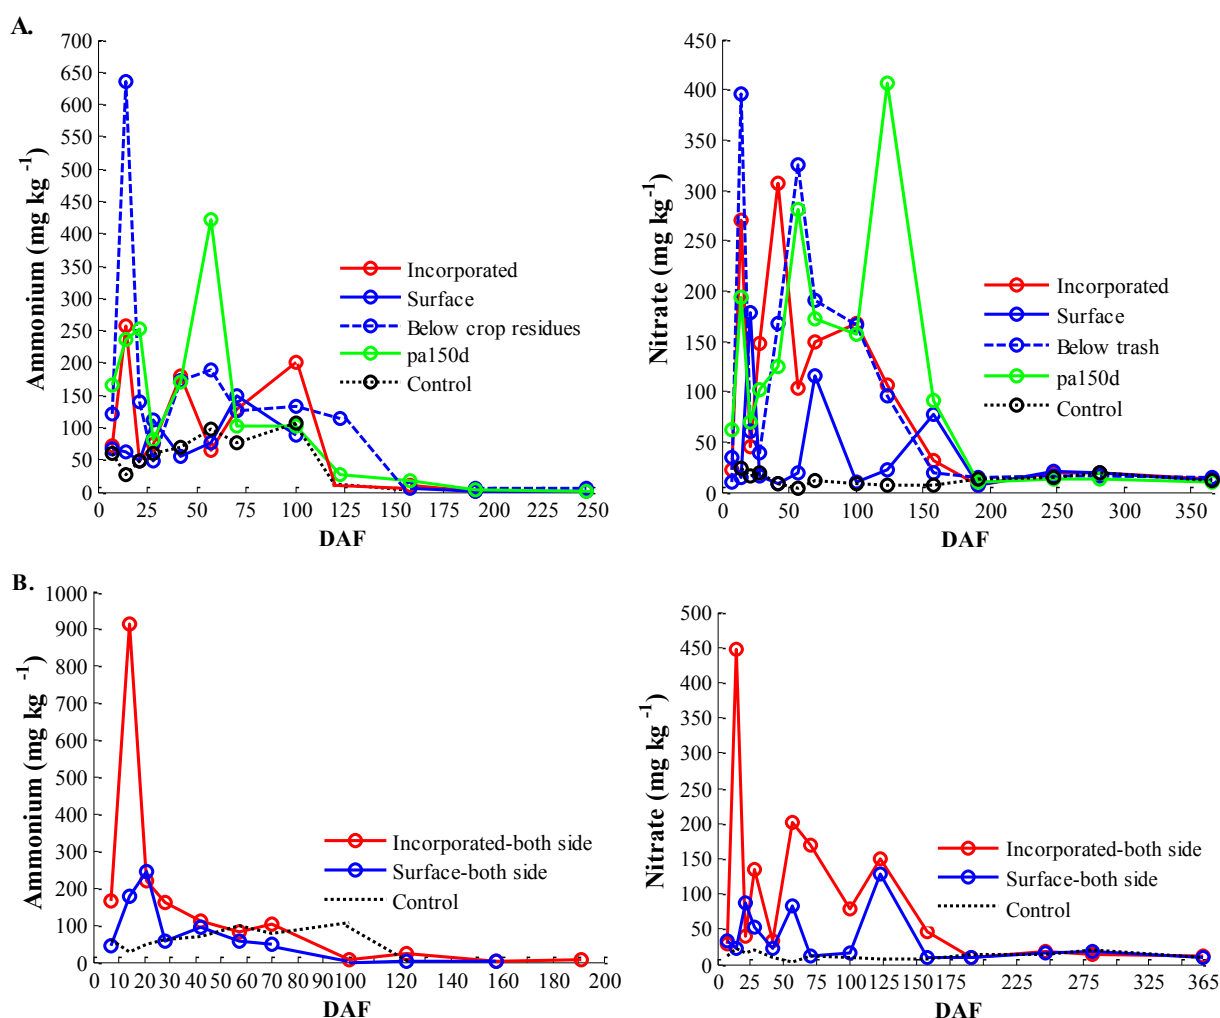 A.
700
650
600
550
500
450
400
350
300
250
200
150
100
50
0
Ammonium (mg kg -1)
0 25 50 75 100 125 150 175 200 225 250
DAF
Incorporated
Surface
Below crop residues
pa150d
Control
450
400
350
300
250
200
150
100
50
0
Nitrate (mg kg -1)
0 50 100 150 200 250 300 350
DAF
Incorporated
Surface
Below trash
pa150d
Control
B.
1000
900
800
700
600
500
400
300
200
100
0
Ammonium (mg kg -1)
0 10 20 30 40 50 60 70 80 90 100 120 140 160 180 200
DAF
Incorporated-both side
Surface-both side
Control
500
450
400
350
300
250
200
150
100
50
0
Nitrate (mg kg -1)
0 25 50 75 100 125 150 175 225 275 325 365
DAF
Incorporated-both side
Surface-both side
Control